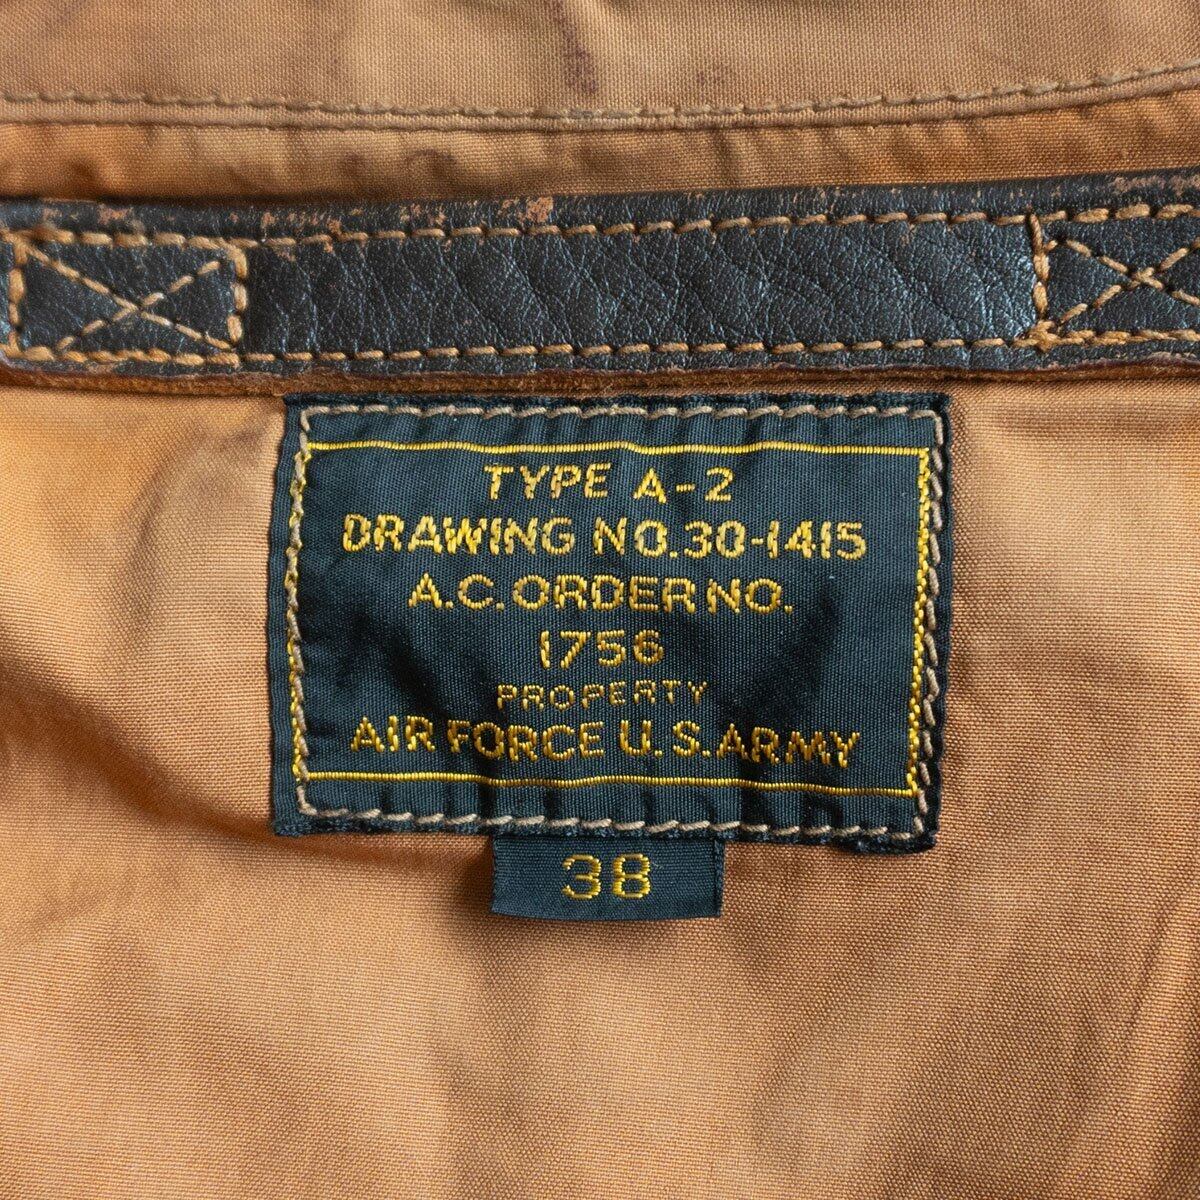 TYPE A-2
DRAWING NO. 30-1415
A.C. ORDER NO.
1756
PROPERTY
AIR FORCE U.S. ARMY
38